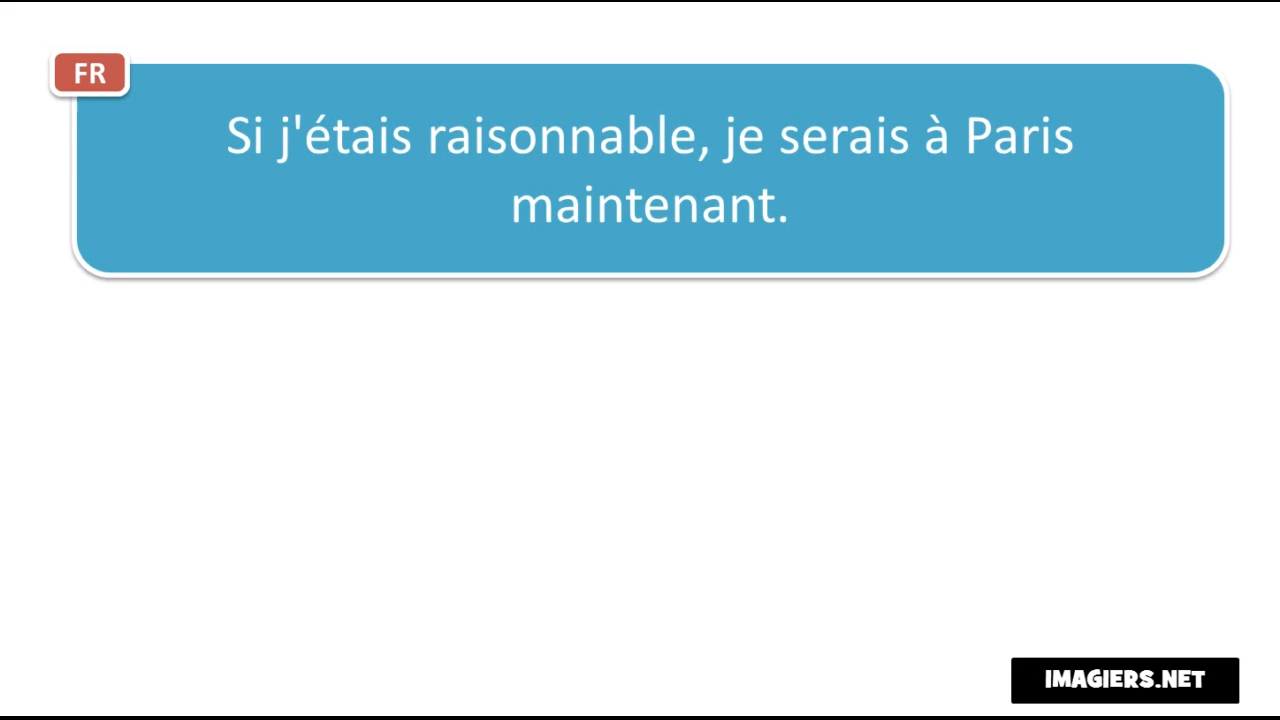 FR
Si j'étais raisonnable, je serais à Paris
maintenant.
IMAGIERS.NET